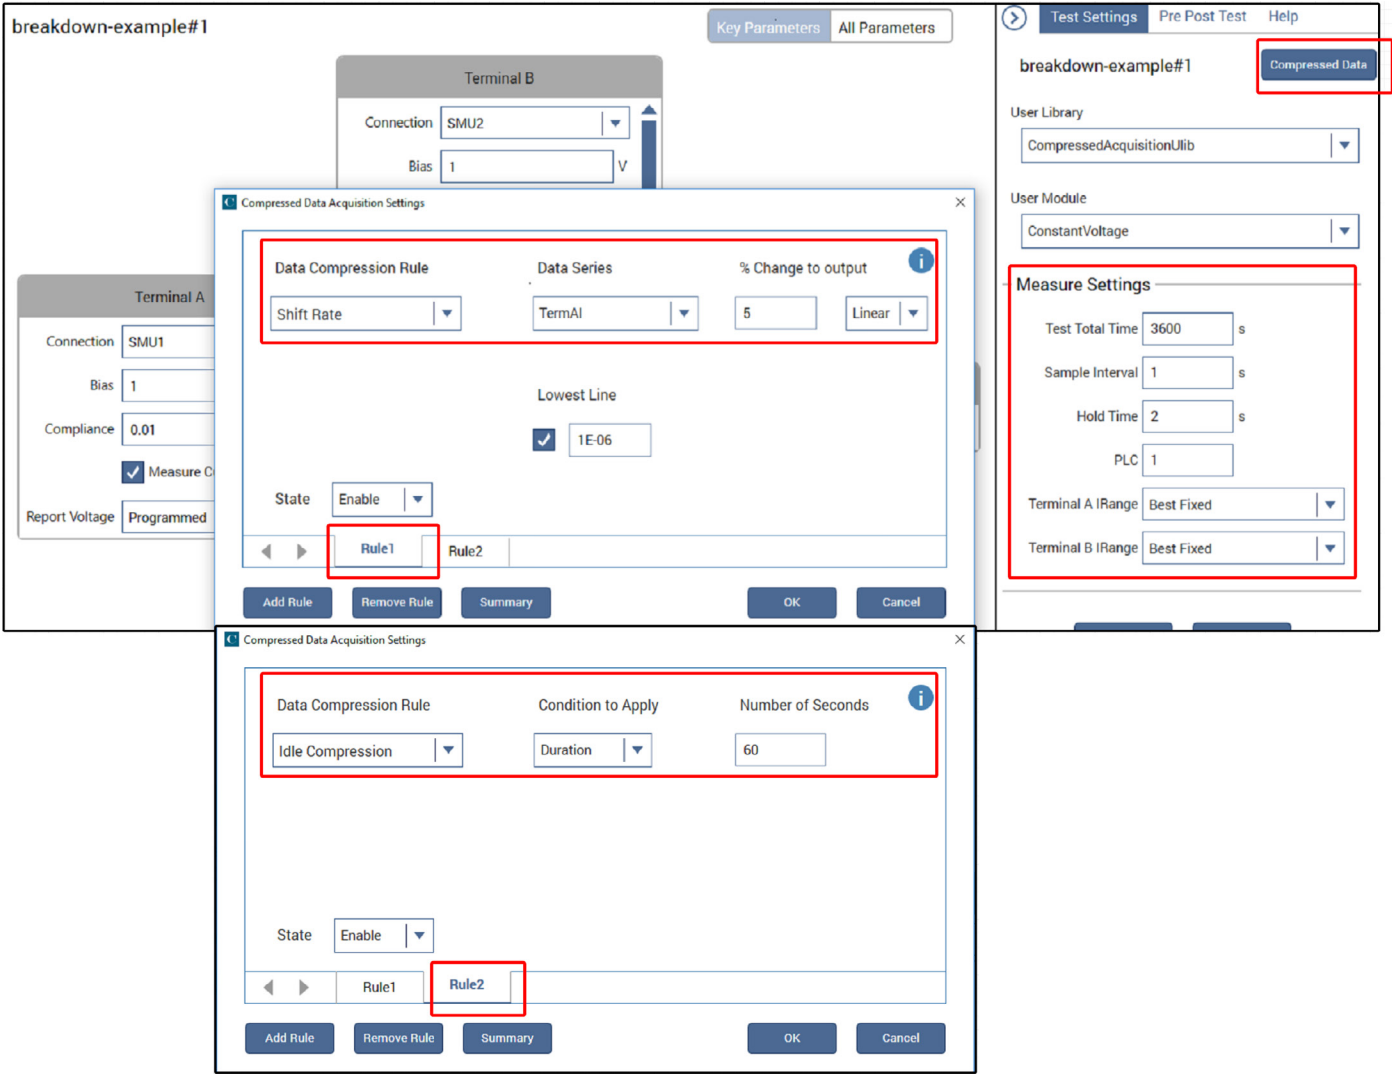 breakdown-example#1
Key Parameters
All Parameters
Terminal B
Connection
SMU2
Bias
1
V
Terminal A
Connection
SMU1
Bias
1
Compliance
0.01
Measure C
Report Voltage
Programmed
Compressed Data Acquisition Settings
Data Compression Rule
Data Series
% Change to output
Shift Rate
TermAI
5
Linear
Lowest Line
1E-06
State
Enable
Rule1
Rule2
Add Rule
Remove Rule
Summary
OK
Cancel
Test Settings
Pre Post Test
Help
breakdown-example#1
Compressed Data
User Library
CompressedAcquisitionUlib
User Module
ConstantVoltage
Measure Settings
Test Total Time
3600
s
Sample Interval
1
s
Hold Time
2
s
PLC
1
Terminal A IRange
Best Fixed
Terminal B IRange
Best Fixed
Compressed Data Acquisition Settings
Data Compression Rule
Condition to Apply
Number of Seconds
Idle Compression
Duration
60
State
Enable
Rule1
Rule2
Add Rule
Remove Rule
Summary
OK
Cancel